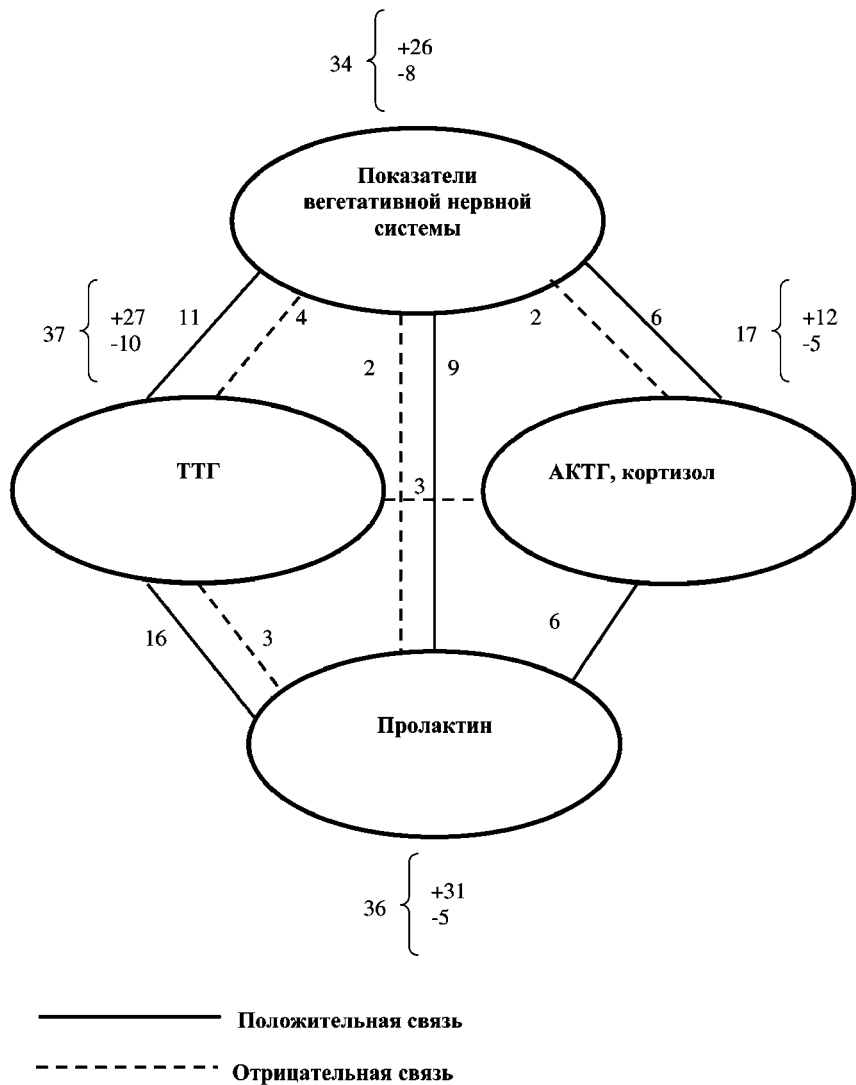 34
+26
-8
Показатели
вегетативной нервной
системы
37
+27
-10
11
4
2
6
17
+12
-5
2
9
ТТГ
3
АКТГ, кортизол
16
3
6
Пролактин
36
+31
-5
Положительная связь
Отрицательная связь